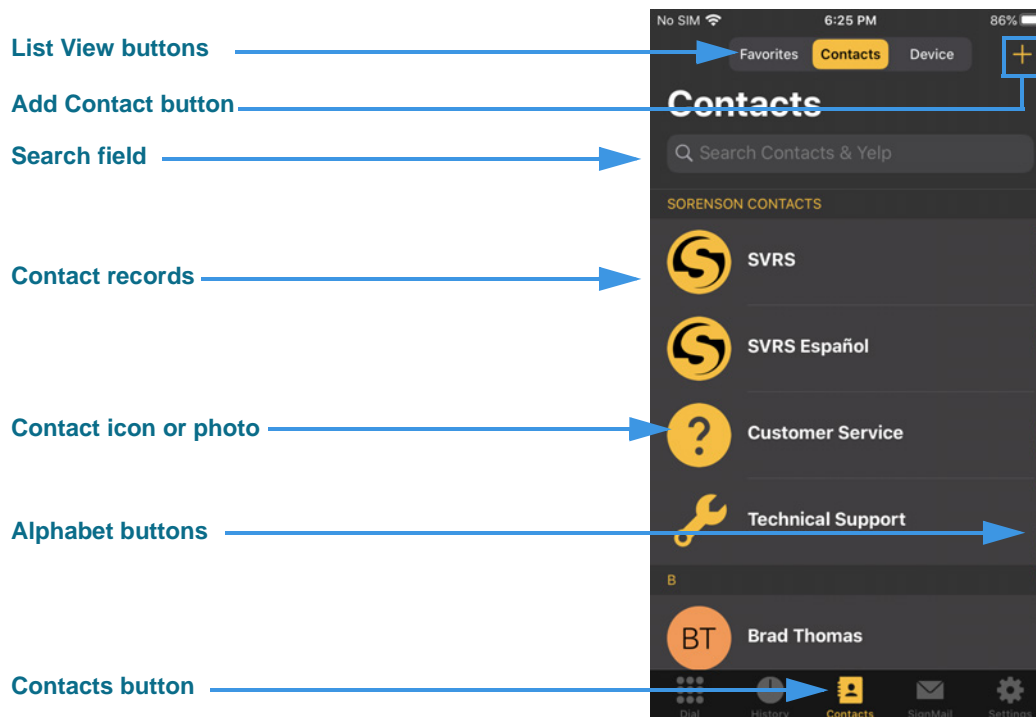 No SIM 6:25 PM 86%
List View buttons
Favorites Contacts Device
Add Contact button
Contacts
Search field
Search Contacts & Yelp
SORENSON CONTACTS
SVRS
Contact records
SVRS Español
Contact icon or photo
Customer Service
Alphabet buttons
Technical Support
B
BT Brad Thomas
Contacts button
Dial History Contacts SignMail Settings